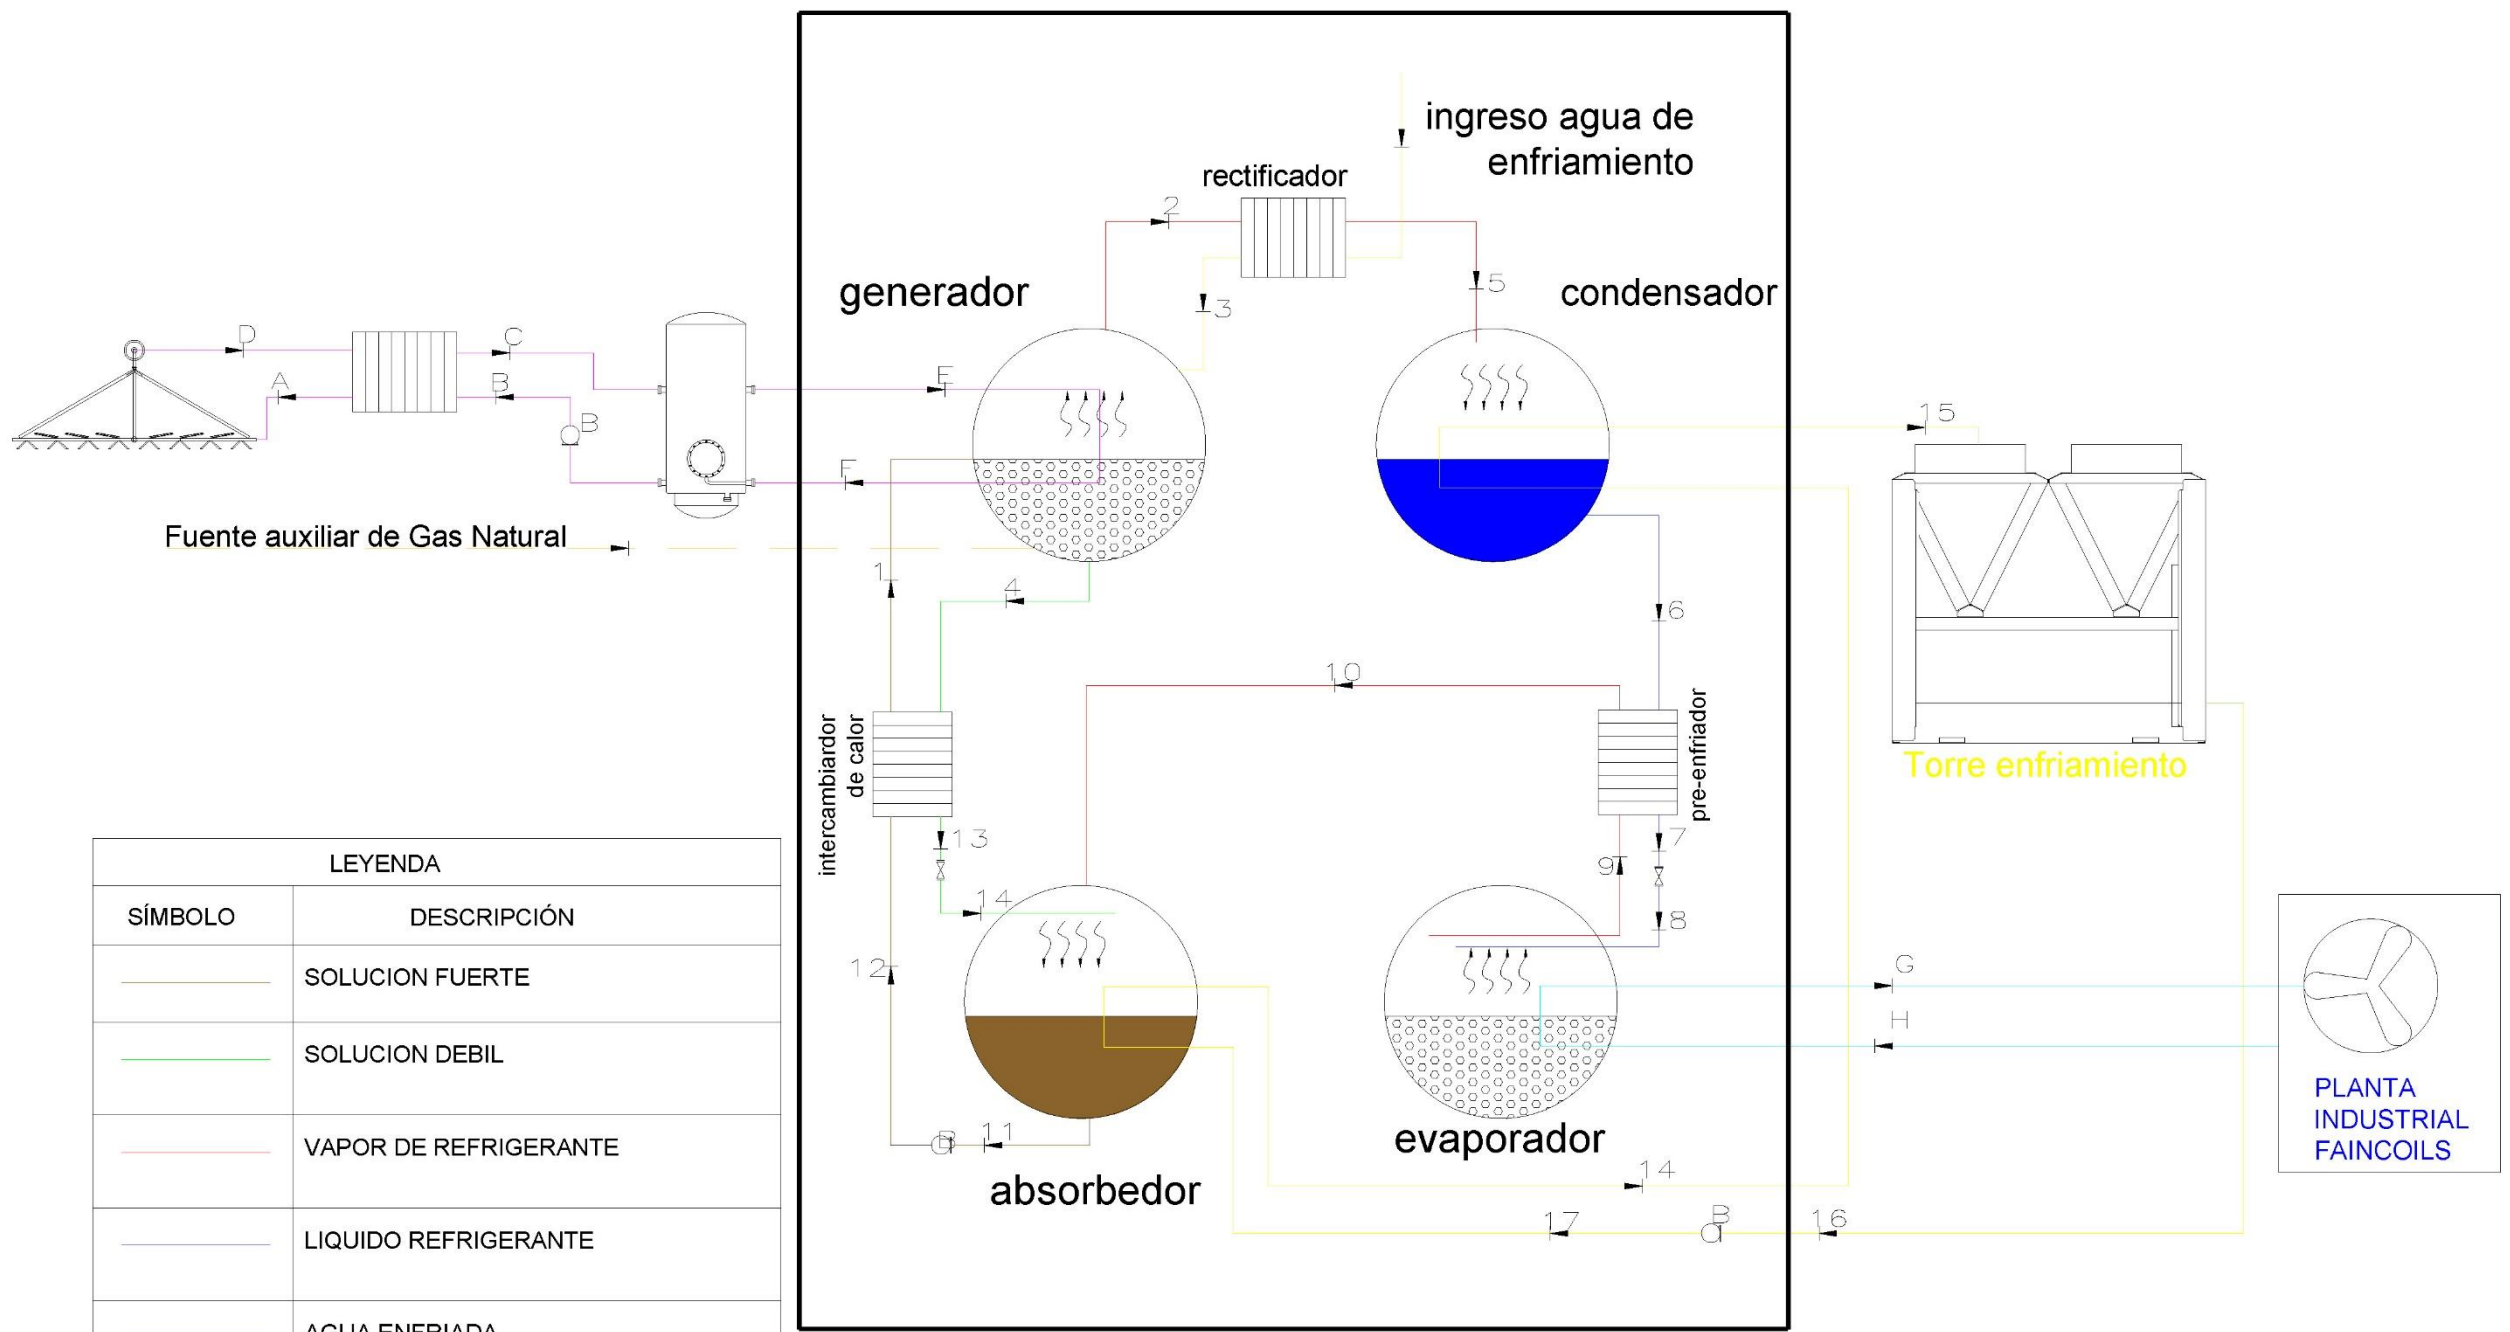 ingreso agua de
enfriamiento
rectificador
2
5
3
generador
condensador
D
C
A
B
B
E
F
15
Fuente auxiliar de Gas Natural
1
4
6
10
intercambiardor
de calor
pre-enfriador
Torre enfriamiento
13
7
9
14
8
12
G
H
B
11
evaporador
absorbedor
14
17
B
16
PLANTA
INDUSTRIAL
FAINCOILS
LEYENDA
SÍMBOLO
DESCRIPCIÓN
SOLUCION FUERTE
SOLUCION DEBIL
VAPOR DE REFRIGERANTE
LIQUIDO REFRIGERANTE
AGUA ENFRIADA